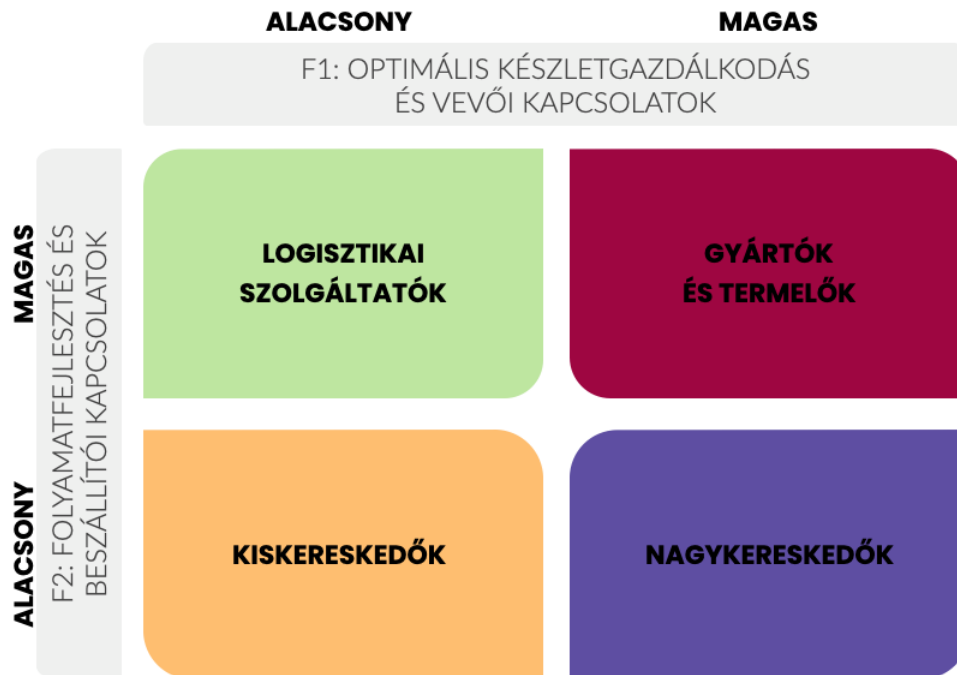 ALACSONY
MAGAS
F1: OPTIMÁLIS KÉSZLETGAZDÁLKODÁS
ÉS VEVŐI KAPCSOLATOK
MAGAS
ALACSONY
F2: FOLYAMATFEJLESZTÉS ÉS
BESZÁLLÍTÓI KAPCSOLATOK
LOGISZTIKAI
SZOLGÁLTATÓK
GYÁRTÓK
ÉS TERMELŐK
KISKERESKEDŐK
NAGYKERESKEDŐK